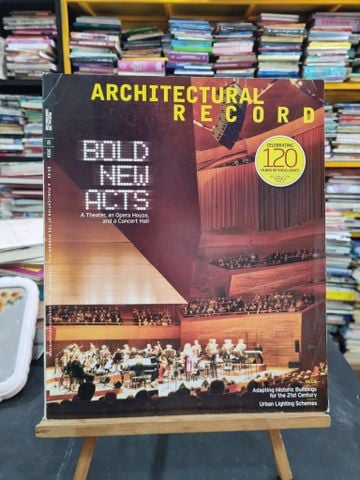 ARCHITECTURAL
RECORD
CELEBRATING
120
YEARS OF EXCELLENCE
BOLD
NEW
ACTS
A Theater, an Opera House,
and a Concert Hall
PLUS
Adapting Historic Buildings
for the 21st Century
Urban Lighting Schemes